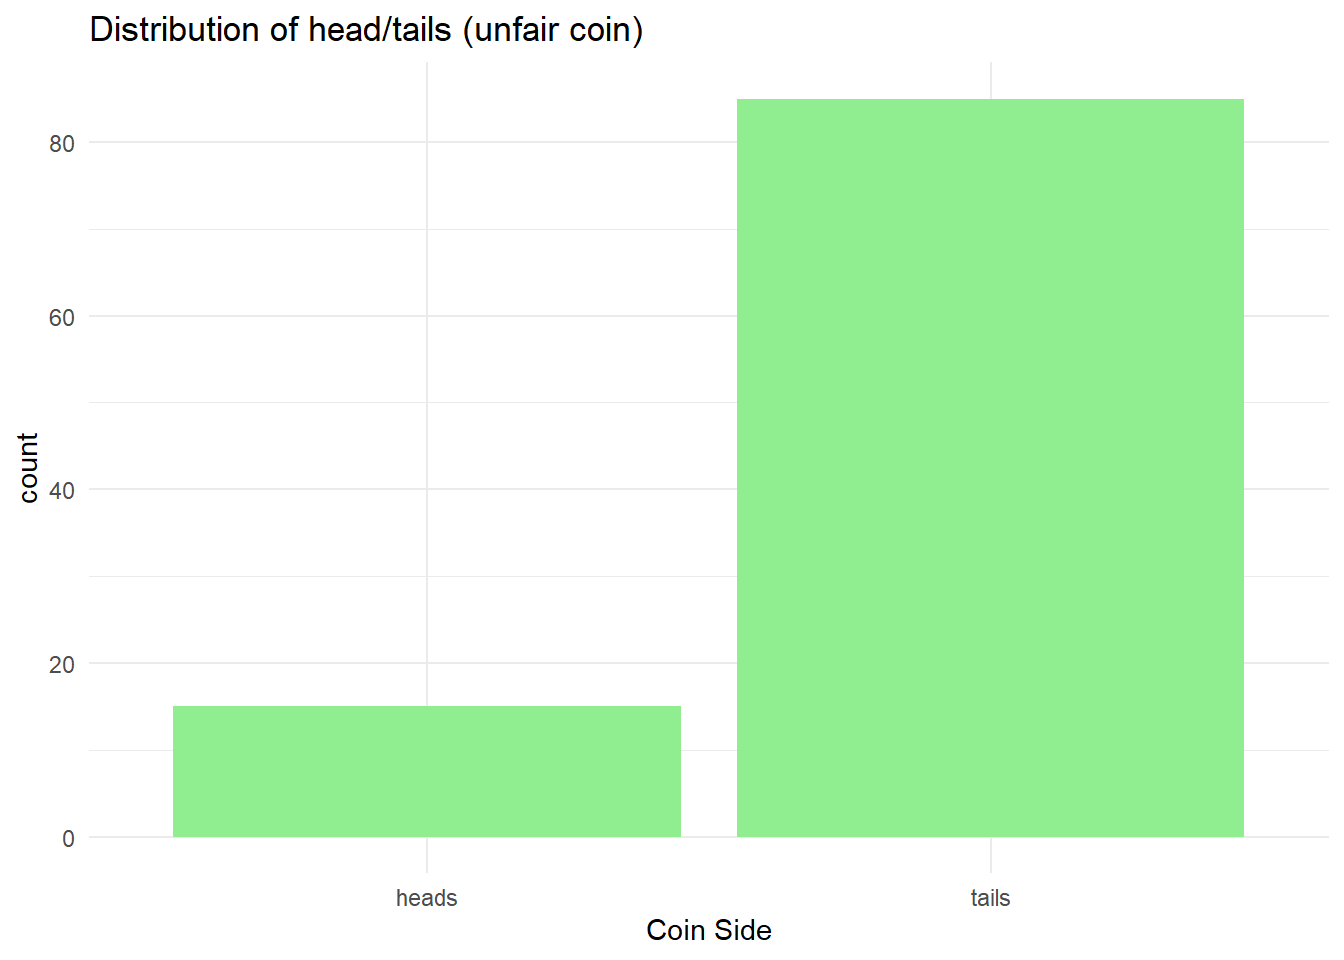 Distribution of head/tails (unfair coin)
count
80
60
40
20
0
heads
tails
Coin Side